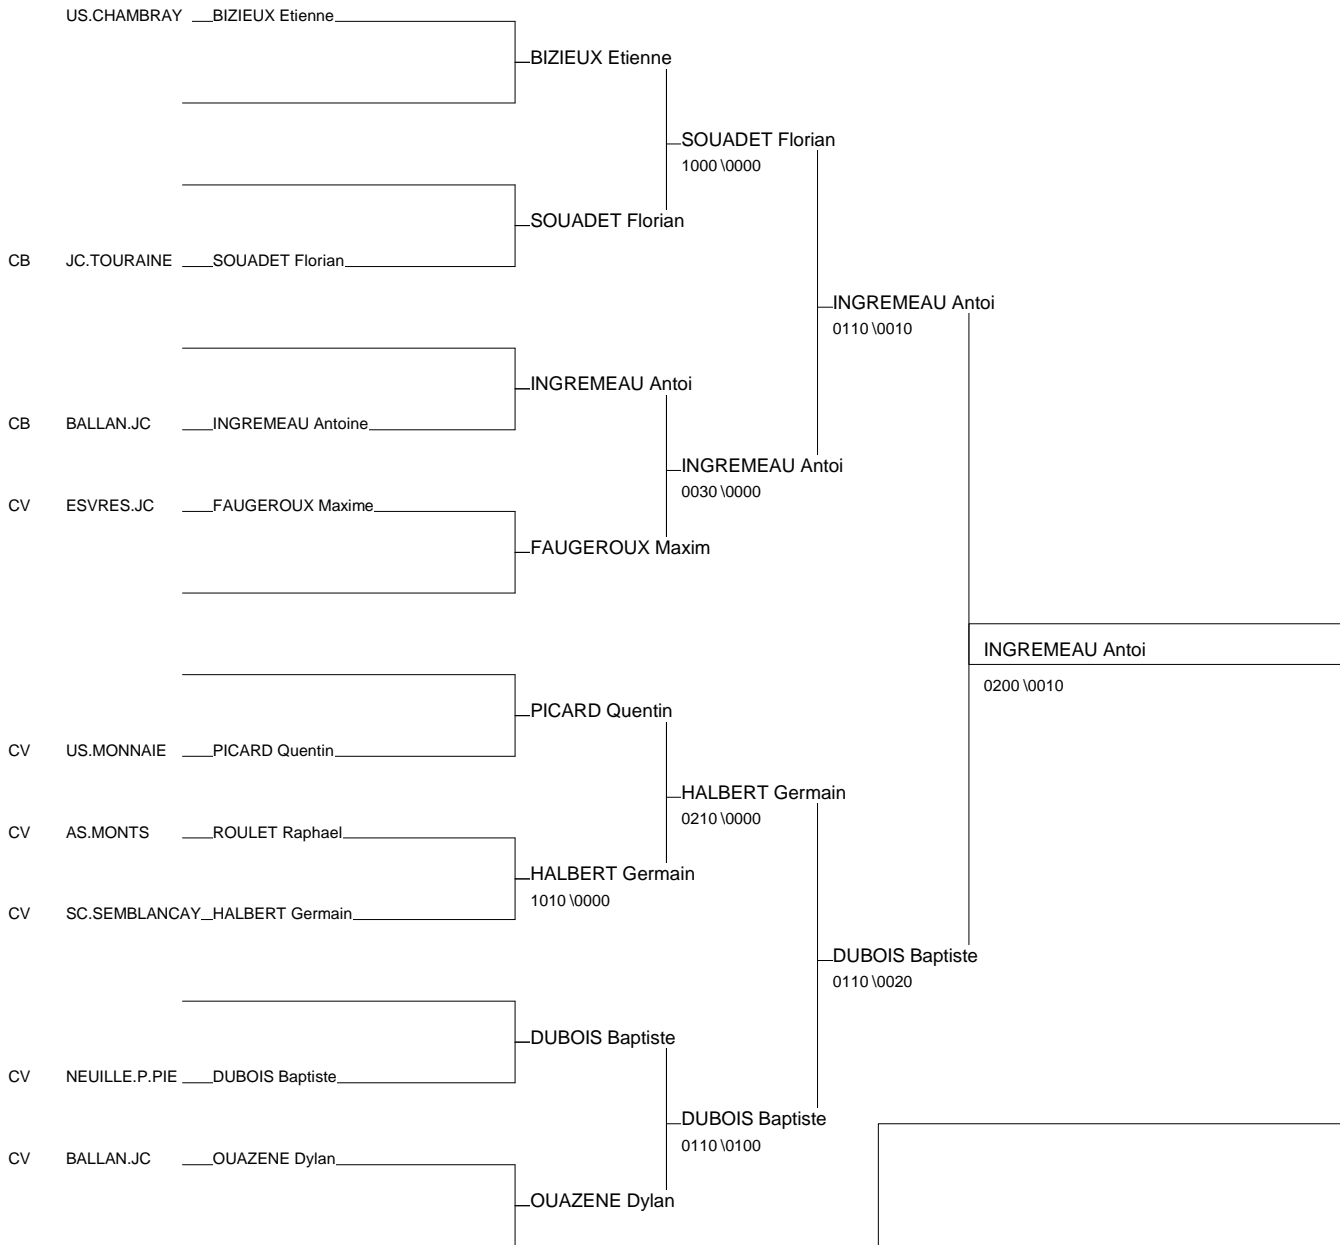 US.CHAMBRAY BIZIEUX Etienne
BIZIEUX Etienne
SOUADET Florian
1000 \0000
SOUADET Florian
CB JC.TOURAINE SOUADET Florian
INGREMEAU Antoi
0110 \0010
INGREMEAU Antoi
CB BALLAN.JC INGREMEAU Antoine
INGREMEAU Antoi
0030 \0000
CV ESVRES.JC FAUGEROUX Maxime
FAUGEROUX Maxim
INGREMEAU Antoi
0200 \0010
PICARD Quentin
CV US.MONNAIE PICARD Quentin
HALBERT Germain
0210 \0000
CV AS.MONTS ROULET Raphael
HALBERT Germain
1010 \0000
CV SC.SEMBLANCAY HALBERT Germain
DUBOIS Baptiste
0110 \0020
DUBOIS Baptiste
CV NEUILLE.P.PIE DUBOIS Baptiste
DUBOIS Baptiste
0110 \0100
CV BALLAN.JC OUAZENE Dylan
OUAZENE Dylan